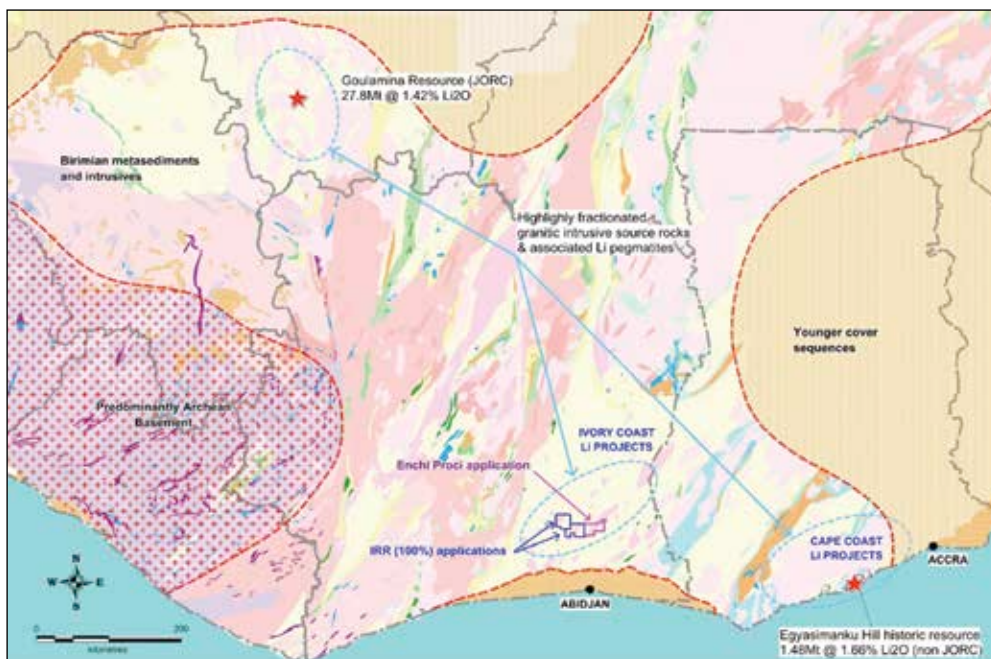 Goulamina Resource (JORC)
27.8Mt @ 1.42% Li2O
Birimian metasediments
and intrusives
Highlighly fractionated
granitic intrusive source rocks
& associated Li pegmatites
Younger cover
sequences
Predominantly Archean
Basement
IVORY COAST
Li PROJECTS
Enchi Proci application
IRR (100%) applications
CAPE COAST
LI PROJECTS
ACCRA
N
W E
S
ABIDJAN
0 200
kilometres
Egyasimanku Hill historic resource
1.48Mt @ 1.66% Li2O (non JORC)